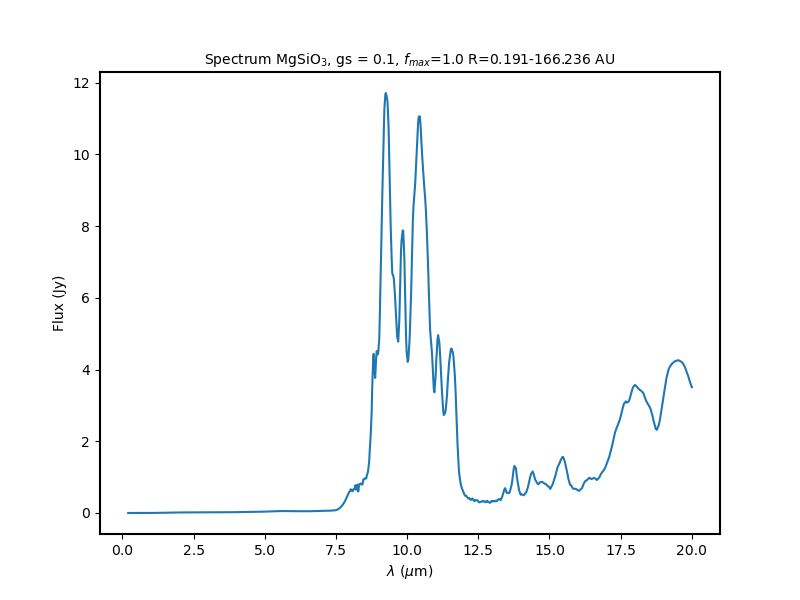 Spectrum MgSiO₃, gs = 0.1, fₘₐₓ=1.0 R=0.191-166.236 AU
12
10
8
6
4
2
0
Flux (Jy)
0.0 2.5 5.0 7.5 10.0 12.5 15.0 17.5 20.0
λ (μm)